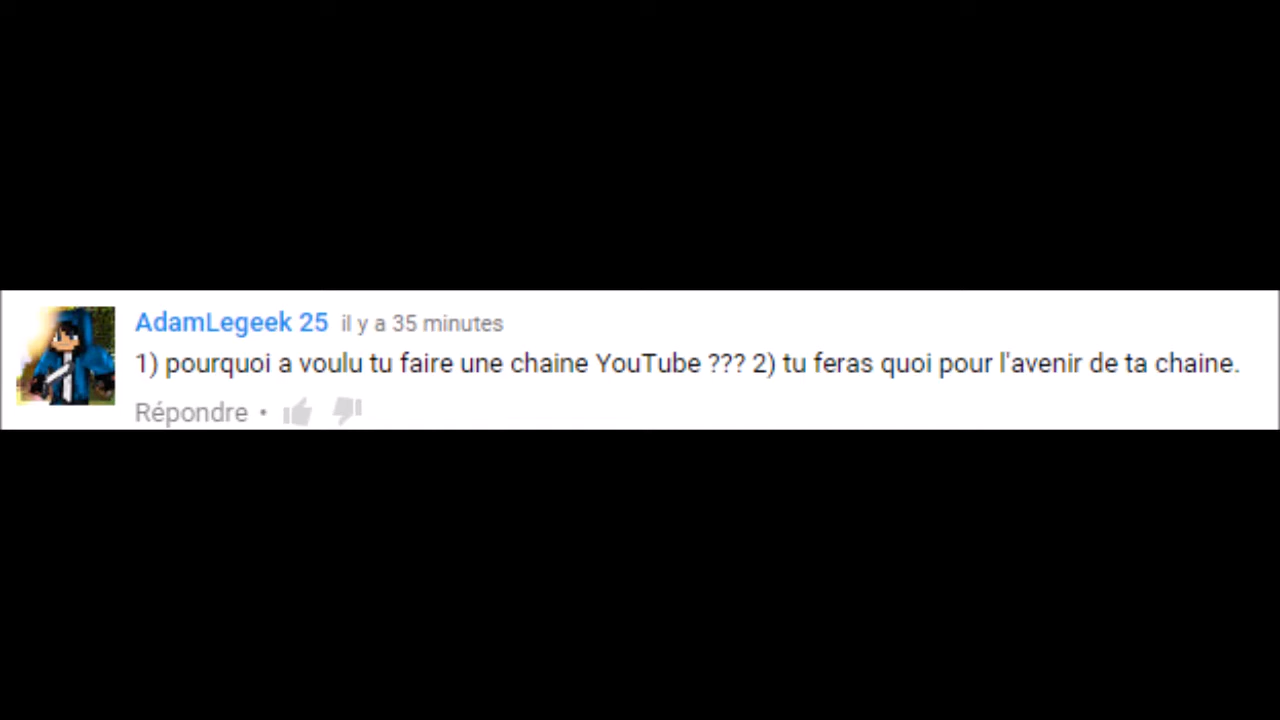 AdamLegeek 25 il y a 35 minutes
1) pourquoi a voulu tu faire une chaine YouTube ??? 2) tu feras quoi pour l'avenir de ta chaine.
Répondre •